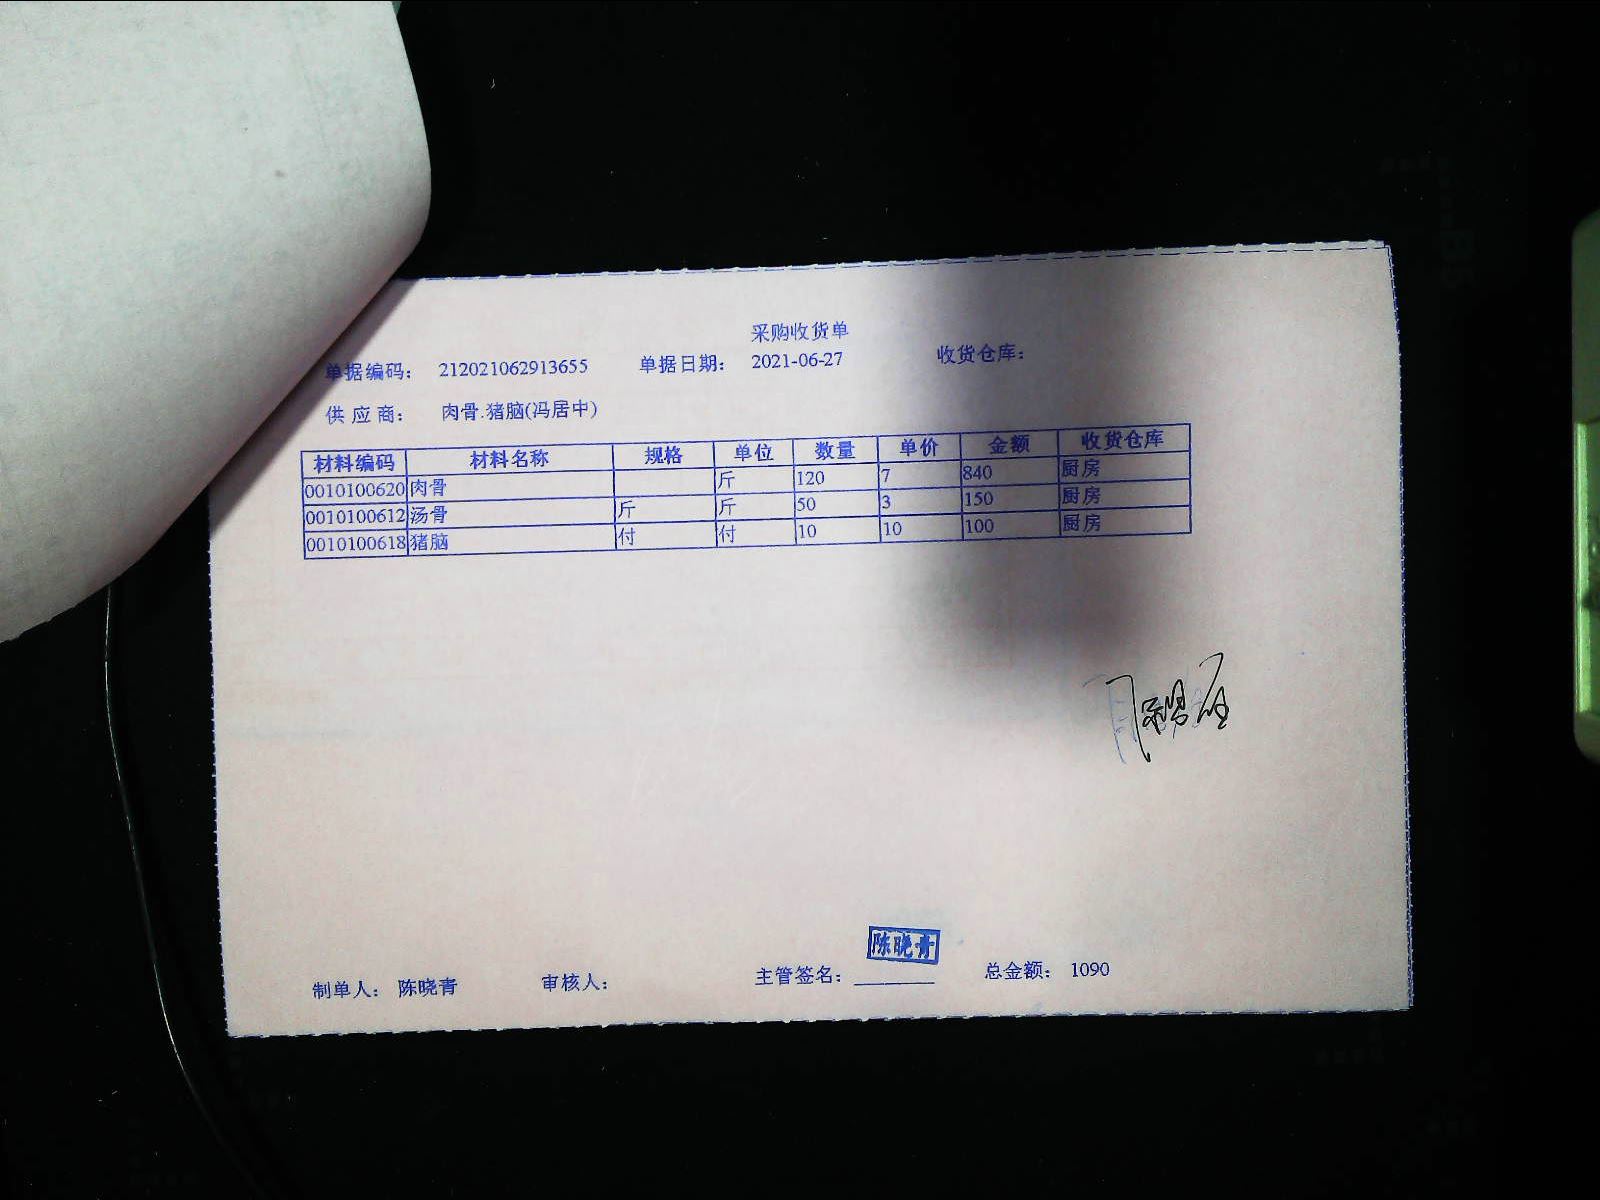 采购收货单
单据编码： 212021062913655 单据日期： 2021-06-27 收货仓库：
供 应 商： 肉骨.猪脑(冯居中)
材料编码 材料名称 规格 单位 数量 单价 金额 收货仓库
0010100620 肉骨 斤 120 7 840 厨房
0010100612 汤骨 斤 斤 50 3 150 厨房
0010100618 猪脑 付 付 10 10 100 厨房
陈晓青
制单人： 陈晓青 审核人： 主管签名： 总金额： 1090